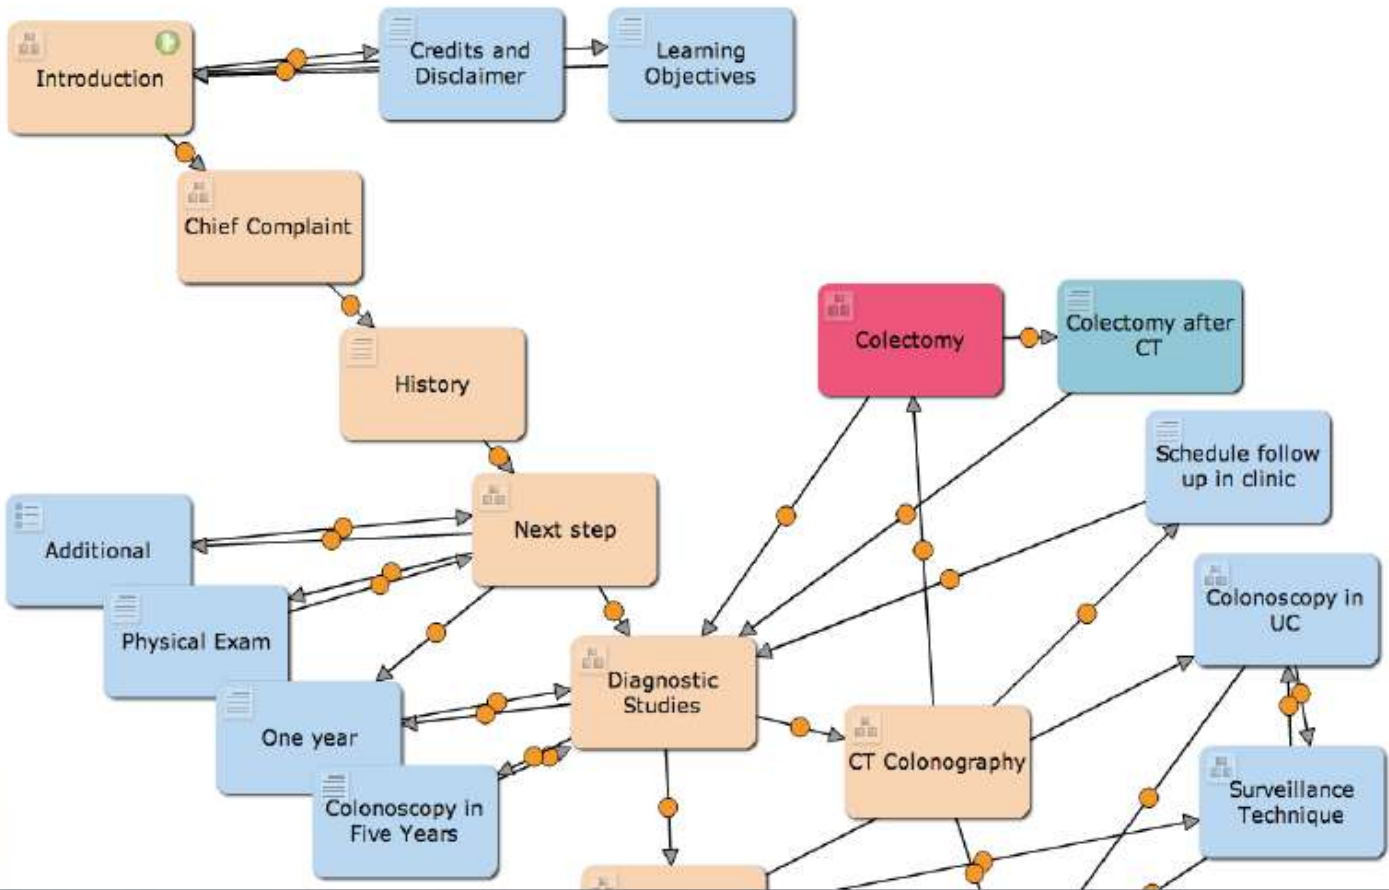 Introduction
Credits and
Disclaimer
Learning
Objectives
Chief Complaint
History
Colectomy
Colectomy after
CT
Schedule follow
up in clinic
Next step
Additional
Physical Exam
Colonoscopy in
UC
One year
Diagnostic
Studies
CT Colonography
Colonoscopy in
Five Years
Surveillance
Technique